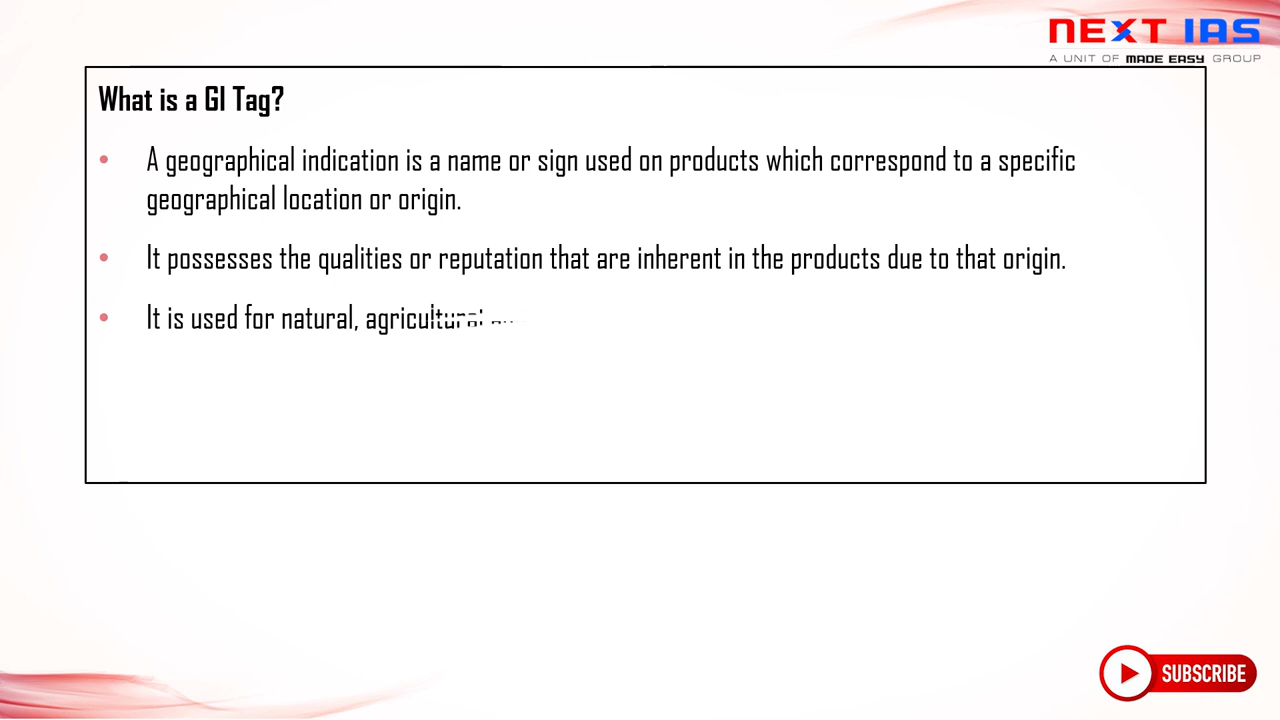 NEXT IAS
A UNIT OF MADE EASY GROUP
What is a GI Tag?
• A geographical indication is a name or sign used on products which correspond to a specific
geographical location or origin.
• It possesses the qualities or reputation that are inherent in the products due to that origin.
• It is used for natural, agricultural
SUBSCRIBE